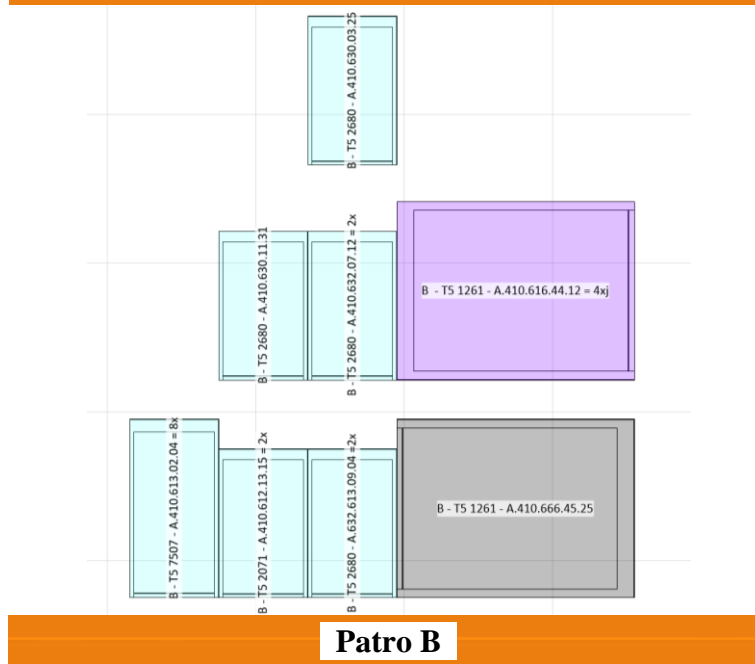 B - T5 2680 - A.410.630.03.25
B - T5 2680 - A.410.630.11.31
B - T5 2680 - A.410.632.07.12 = 2x
B - T5 1261 - A.410.616.44.12 = 4xj
B - T5 7507 - A.410.613.02.04 = 8x
B - T5 2071 - A.410.612.13.15 = 2x
B - T5 2680 - A.632.613.09.04 =2x
B - T5 1261 - A.410.666.45.25
Patro B